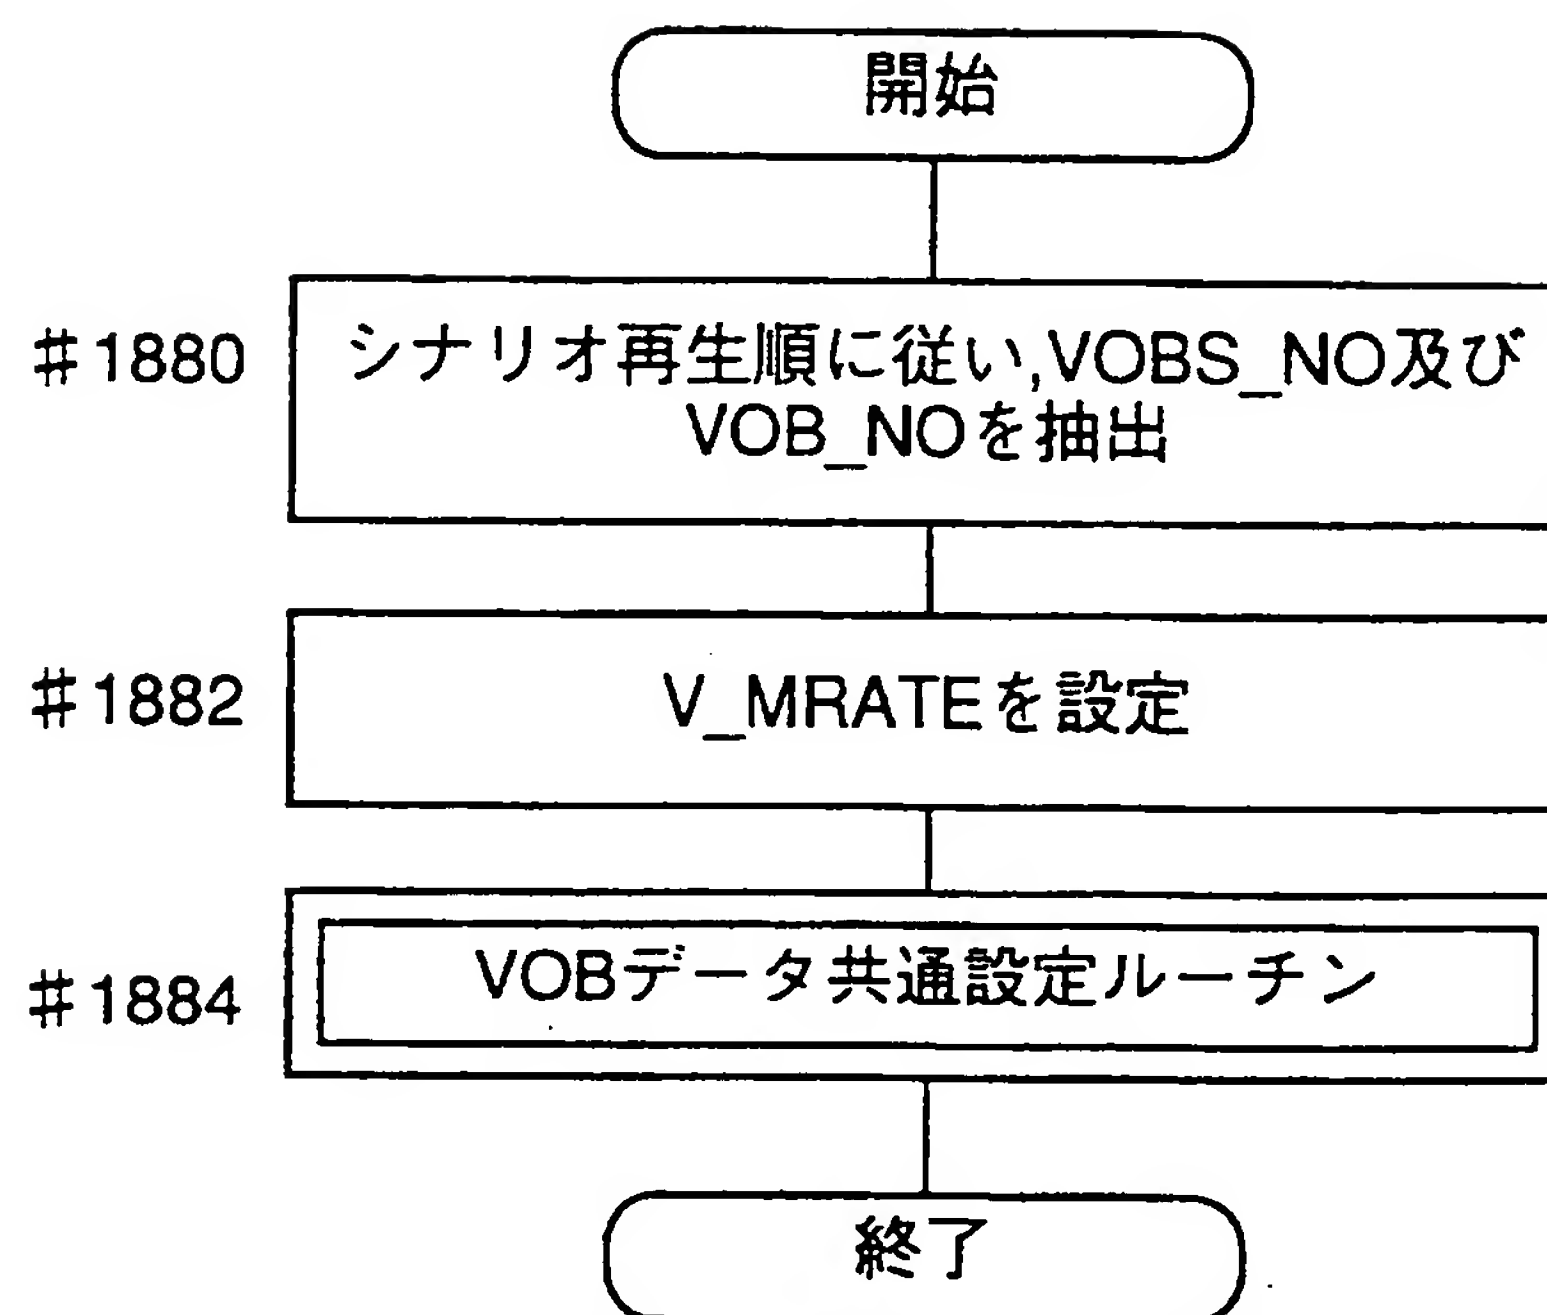 開始
#1880
シナリオ再生順に従い,VOBS_NO及び
VOB_NOを抽出
#1882
V_MRATEを設定
#1884
VOBデータ共通設定ルーチン
終了